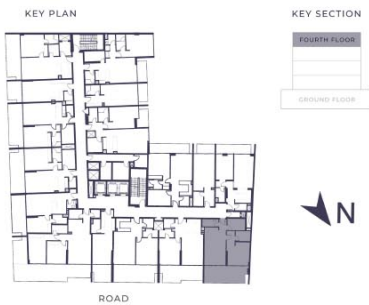 KEY PLAN
KEY SECTION
FOURTH FLOOR
GROUND FLOOR
N
ROAD